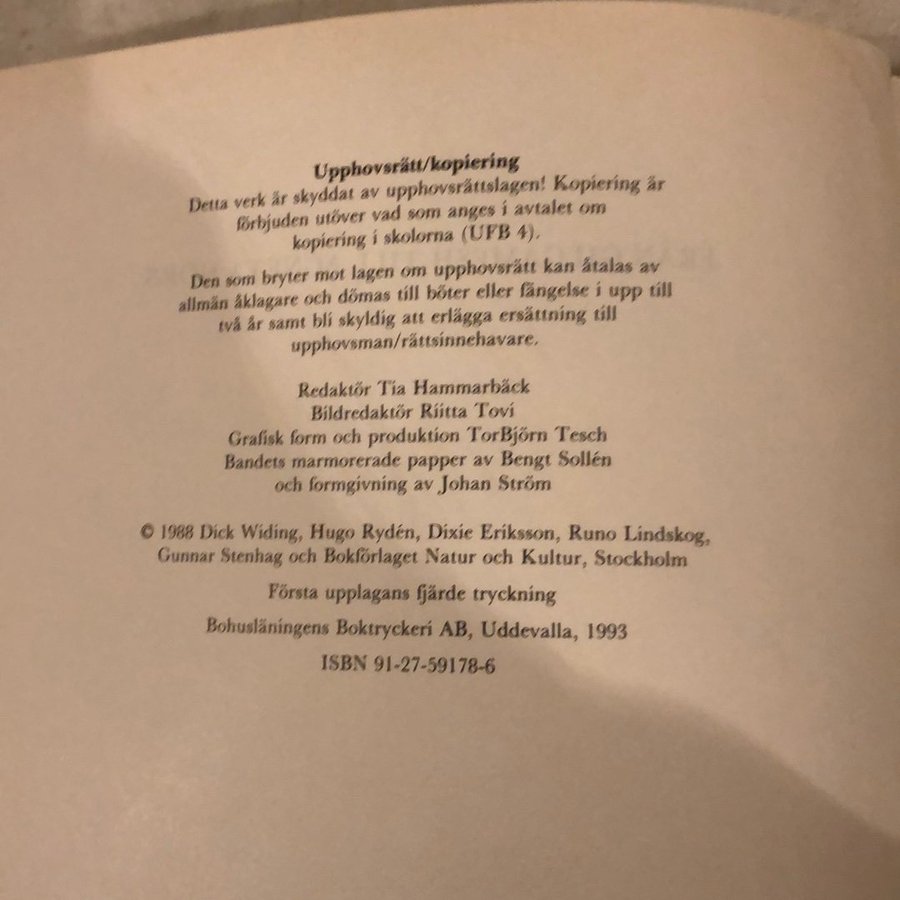 Upphovsrätt/kopiering
Detta verk är skyddat av upphovsrättslagen! Kopiering är
förbjuden utöver vad som anges i avtalet om
kopiering i skolorna (UFB 4).
Den som bryter mot lagen om upphovsrätt kan åtalas av
allmän åklagare och dömas till böter eller fängelse i upp till
två år samt bli skyldig att erlägga ersättning till
upphovsman/rättsinnehavare.
Redaktör Tia Hammarbäck
Bildredaktör Riitta Tovi
Grafisk form och produktion TorBjörn Tesch
Bandets marmorerade papper av Bengt Sollén
och formgivning av Johan Ström
© 1988 Dick Widing, Hugo Rydén, Dixie Eriksson, Runo Lindskog,
Gunnar Stenhag och Bokförlaget Natur och Kultur, Stockholm
Första upplagans fjärde tryckning
Bohusläningens Boktryckeri AB, Uddevalla, 1993
ISBN 91-27-59178-6